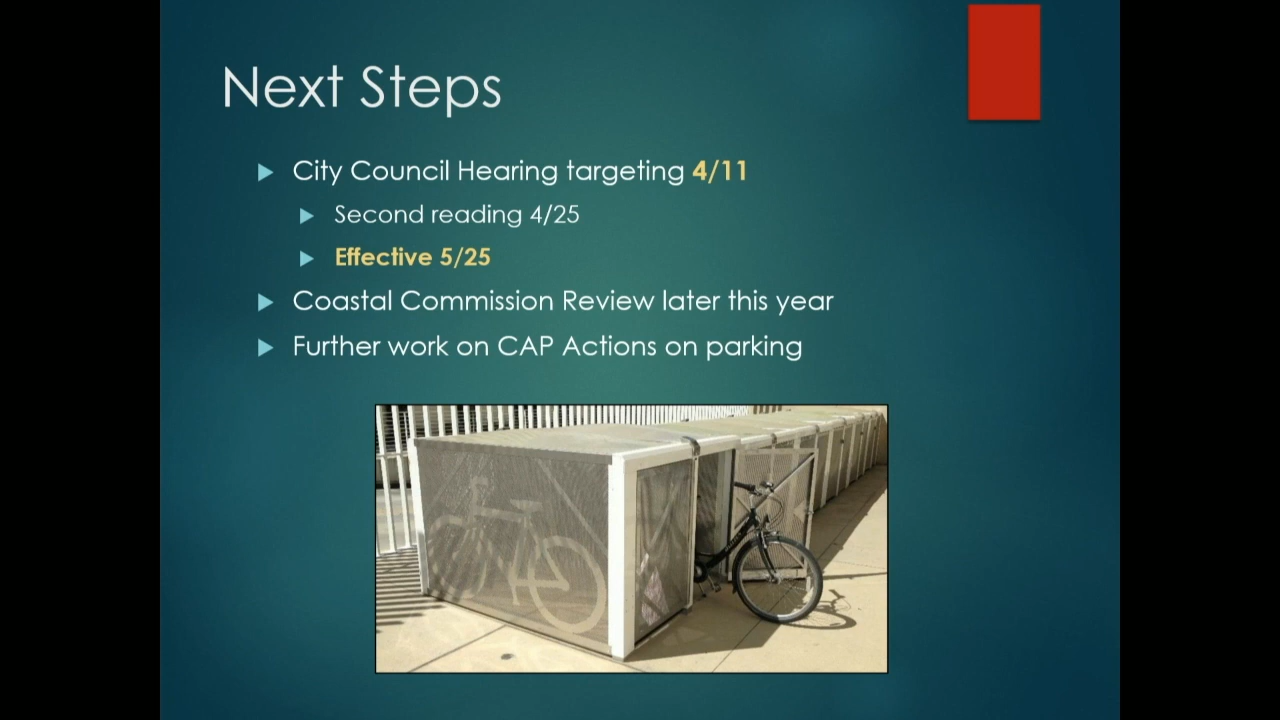 Next Steps
City Council Hearing targeting 4/11
Second reading 4/25
Effective 5/25
Coastal Commission Review later this year
Further work on CAP Actions on parking